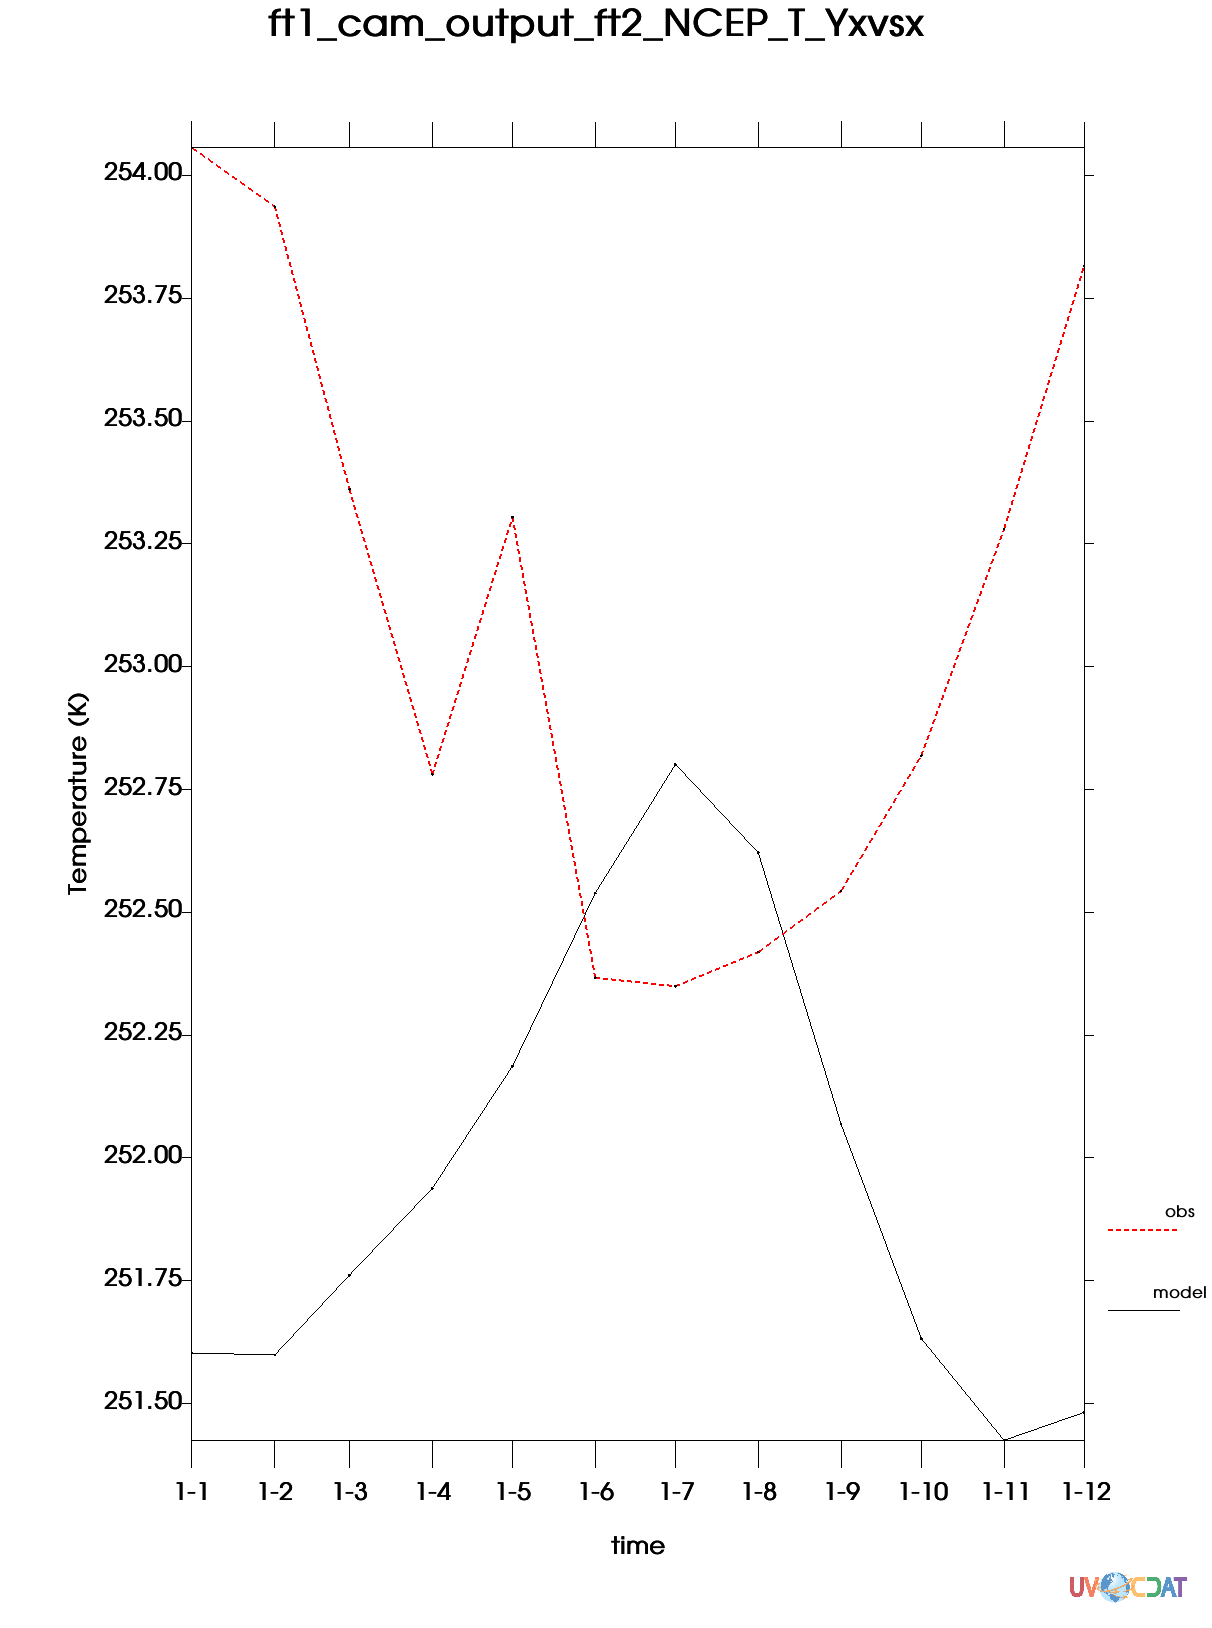 ft1_cam_output_ft2_NCEP_T_Yxvsx
254.00
253.75
253.50
253.25
253.00
252.75
252.50
252.25
252.00
251.75
251.50
Temperature (K)
obs
model
1-1 1-2 1-3 1-4 1-5 1-6 1-7 1-8 1-9 1-10 1-11 1-12
time
UVCDAT